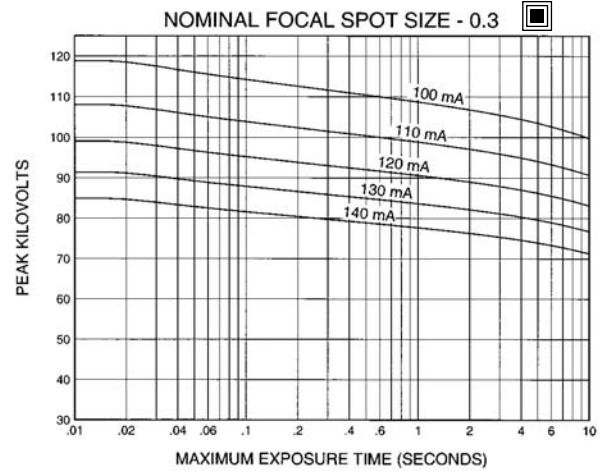 NOMINAL FOCAL SPOT SIZE - 0.3
120
110
100
90
80
70
60
50
40
30
PEAK KILOVOLTS
100 mA
110 mA
120 mA
130 mA
140 mA
.01 .02 .04 .06 .1 .2 .4 .6 1 2 4 6 10
MAXIMUM EXPOSURE TIME (SECONDS)